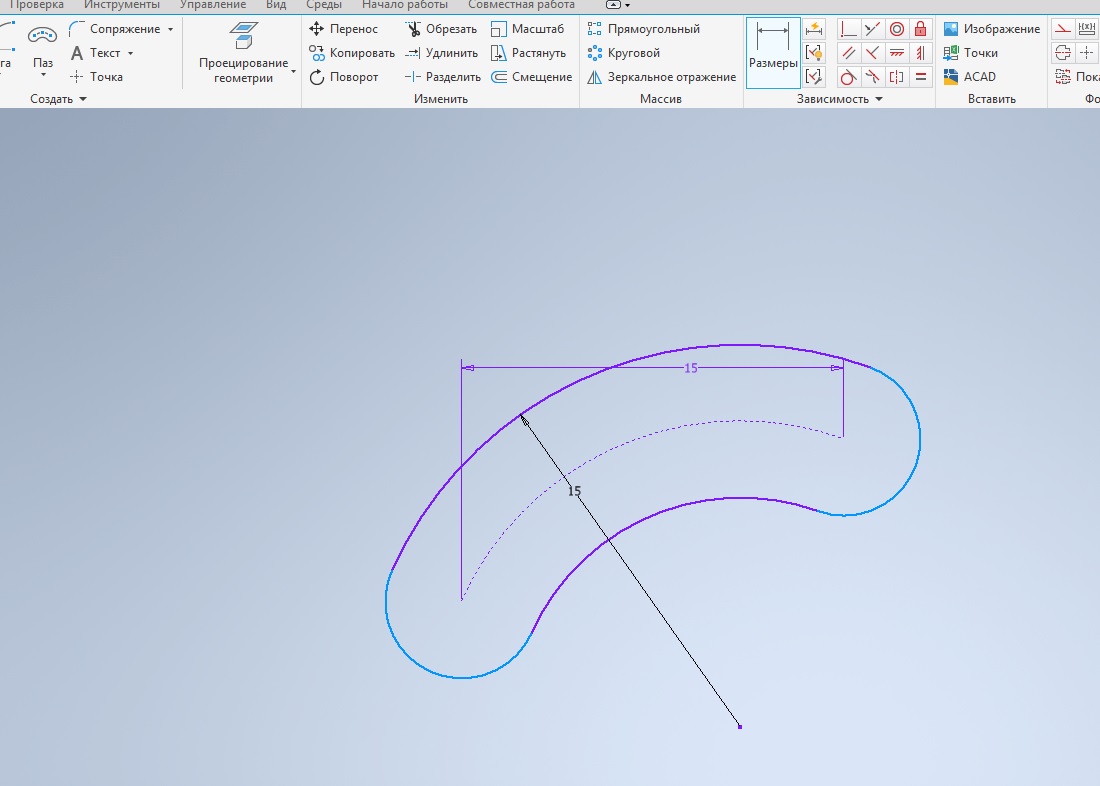 Проверка Инструменты Управление Вид Среды Начало работы Совместная работа
Сопряжение Перенос Обрезать Масштаб Прямоугольный Изображение
га Паз Текст Проецирование геометрии Копировать Удлинить Растянуть Круговой Размеры Точки
Точка Поворот Разделить Смещение Зеркальное отражение ACAD Пока
Создать Изменить Массив Зависимость Вставить Фо
15
15